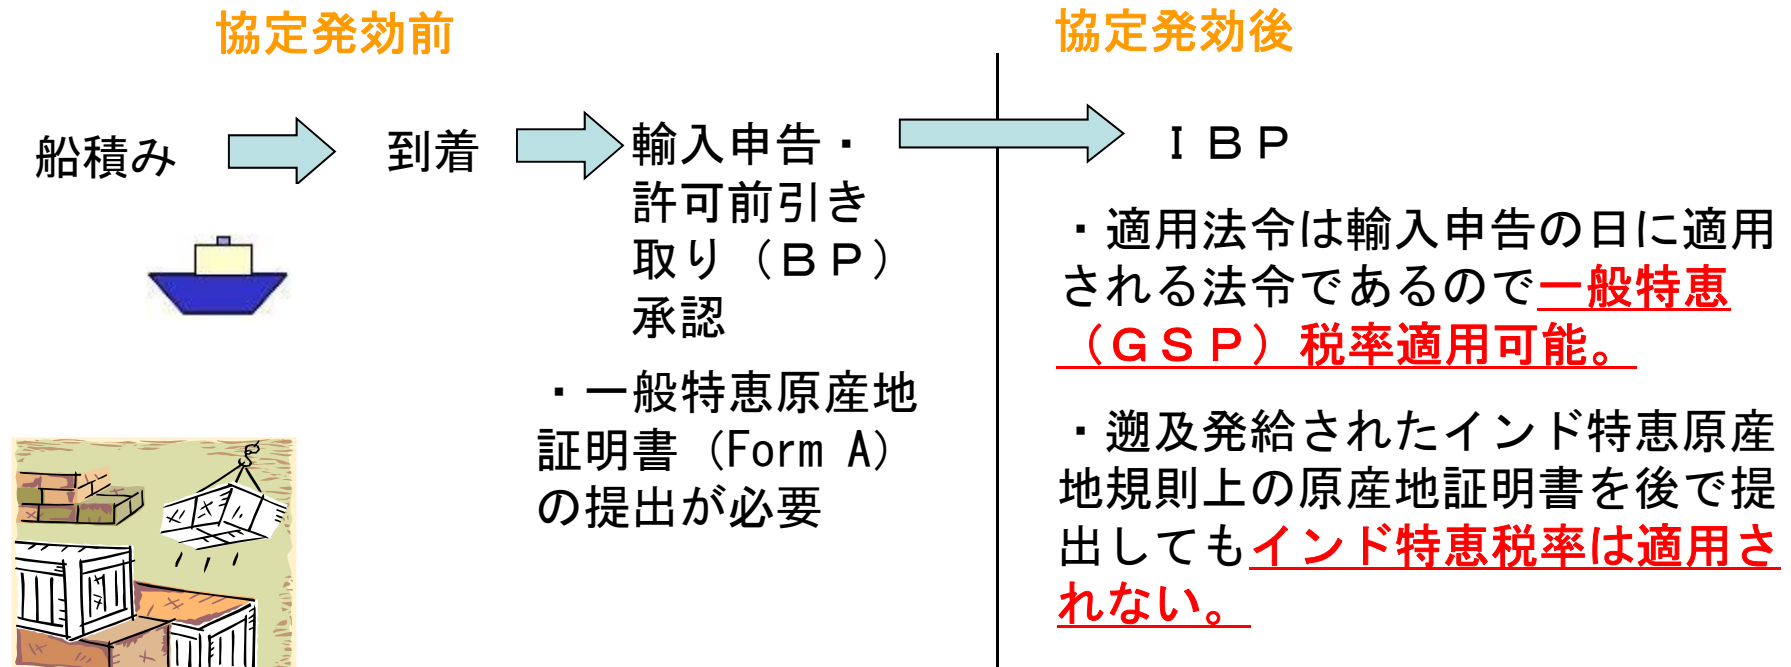 協定発効前
協定発効後
船積み
到着
輸入申告・
許可前引き
取り（ＢＰ）
承認
ＩＢＰ
・一般特恵原産地
証明書（Form A）
の提出が必要
・適用法令は輸入申告の日に適用
される法令であるので一般特恵
（ＧＳＰ）税率適用可能。
・遡及発給されたインド特恵原産
地規則上の原産地証明書を後で提
出してもインド特恵税率は適用さ
れない。